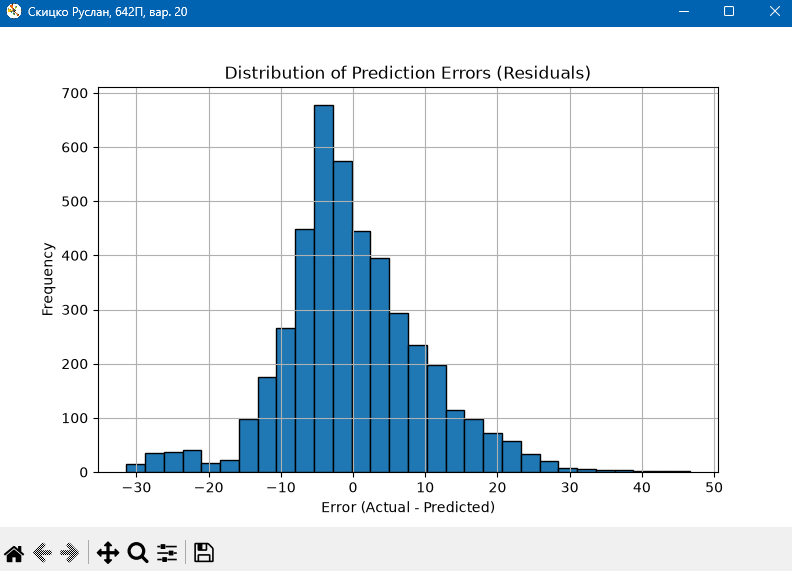 Скицко Руслан, 642П, вар. 20
Distribution of Prediction Errors (Residuals)
700
600
500
400
300
200
100
0
Frequency
−30 −20 −10 0 10 20 30 40 50
Error (Actual - Predicted)